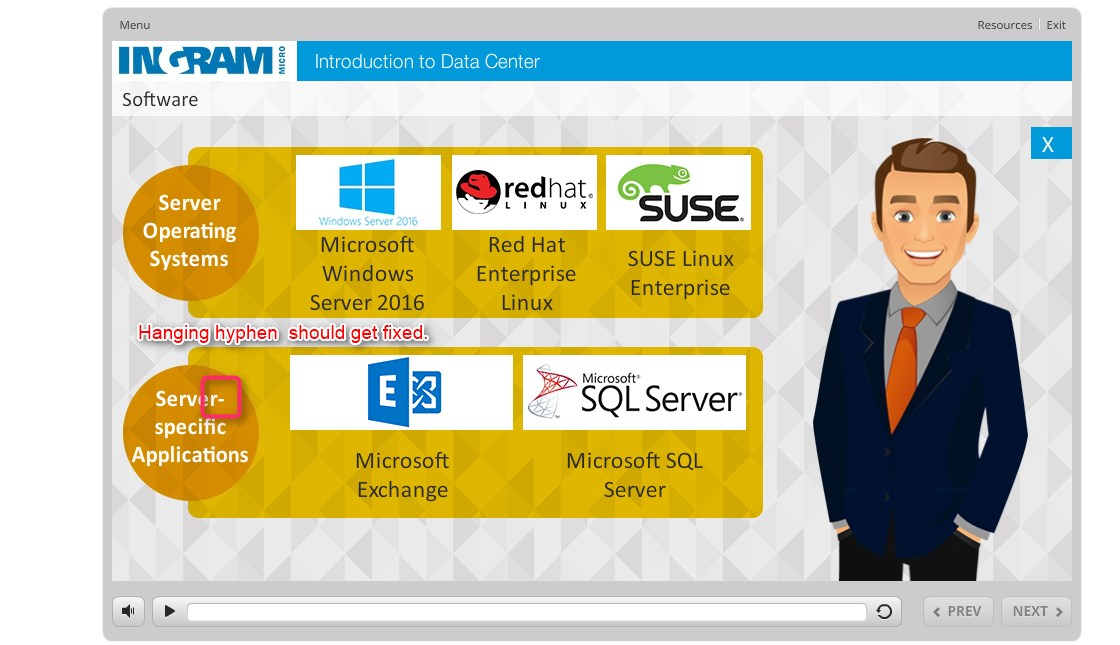 Menu
Resources
Exit
INGRAM MICRO
Introduction to Data Center
Software
X
Server
Operating
Systems
Windows Server 2016
redhat.
LINUX
SUSE
Microsoft
Windows
Server 2016
Red Hat
Enterprise
Linux
SUSE Linux
Enterprise
Hanging hyphen  should get fixed.
Server-
specific
Applications
E
Microsoft®
SQL Server®
Microsoft
Exchange
Microsoft SQL
Server
PREV
NEXT